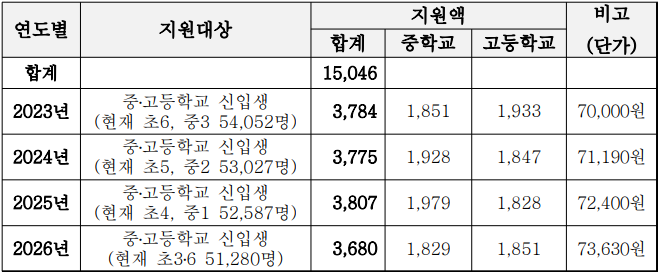 연도별 지원대상 지원액 비고 (단가)
합계 중학교 고등학교
합계 15,046
2023년 중·고등학교 신입생 (현재 초6, 중3 54,052명) 3,784 1,851 1,933 70,000원
2024년 중·고등학교 신입생 (현재 초5, 중2 53,027명) 3,775 1,928 1,847 71,190원
2025년 중·고등학교 신입생 (현재 초4, 중1 52,587명) 3,807 1,979 1,828 72,400원
2026년 중·고등학교 신입생 (현재 초3·6 51,280명) 3,680 1,829 1,851 73,630원